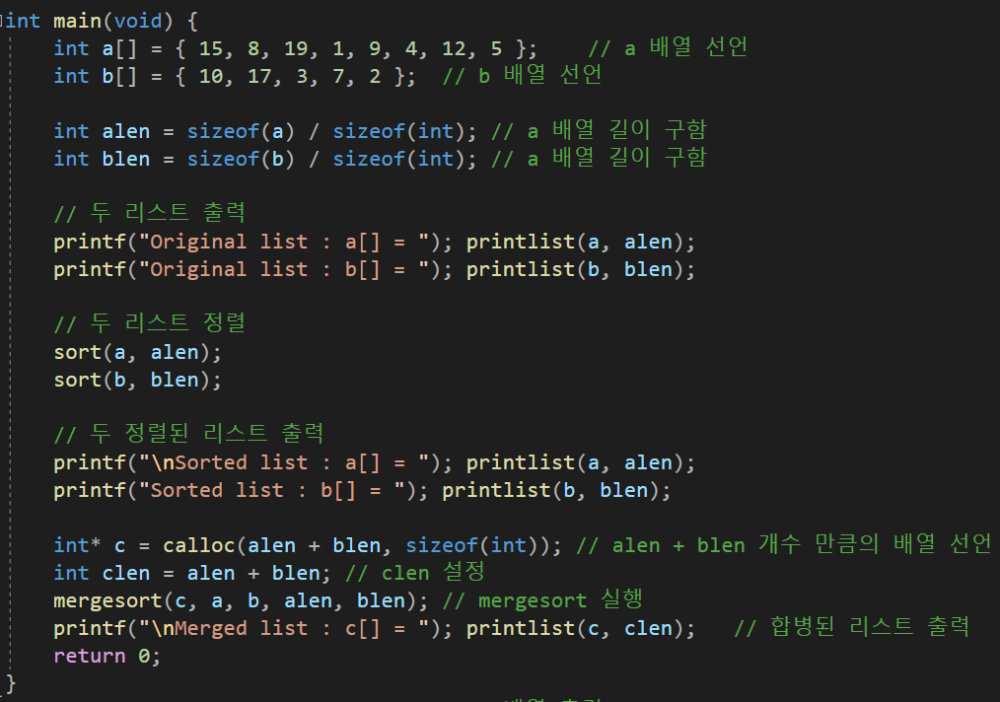 int main(void) {
int a[] = { 15, 8, 19, 1, 9, 4, 12, 5 };    // a 배열 선언
int b[] = { 10, 17, 3, 7, 2 };  // b 배열 선언
int alen = sizeof(a) / sizeof(int); // a 배열 길이 구함
int blen = sizeof(b) / sizeof(int); // a 배열 길이 구함
// 두 리스트 출력
printf("Original list : a[] = "); printlist(a, alen);
printf("Original list : b[] = "); printlist(b, blen);
// 두 리스트 정렬
sort(a, alen);
sort(b, blen);
// 두 정렬된 리스트 출력
printf("\nSorted list : a[] = "); printlist(a, alen);
printf("Sorted list : b[] = "); printlist(b, blen);
int* c = calloc(alen + blen, sizeof(int)); // alen + blen 개수 만큼의 배열 선언
int clen = alen + blen; // clen 설정
mergesort(c, a, b, alen, blen); // mergesort 실행
printf("\nMerged list : c[] = "); printlist(c, clen);   // 합병된 리스트 출력
return 0;
}